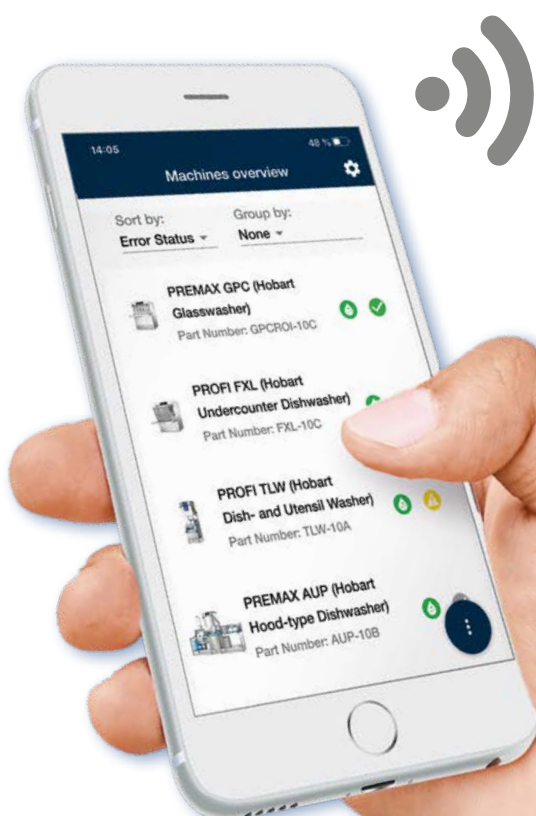 14:05
48 %
Machines overview
Sort by:
Group by:
Error Status
None
PREMAX GPC (Hobart
Glasswasher)
Part Number: GPCROI-10C
PROFI FXL (Hobart
Undercounter Dishwasher)
Part Number: FXL-10C
PROFI TLW (Hobart
Dish- and Utensil Washer)
Part Number: TLW-10A
PREMAX AUP (Hobart
Hood-type Dishwasher)
Part Number: AUP-10B